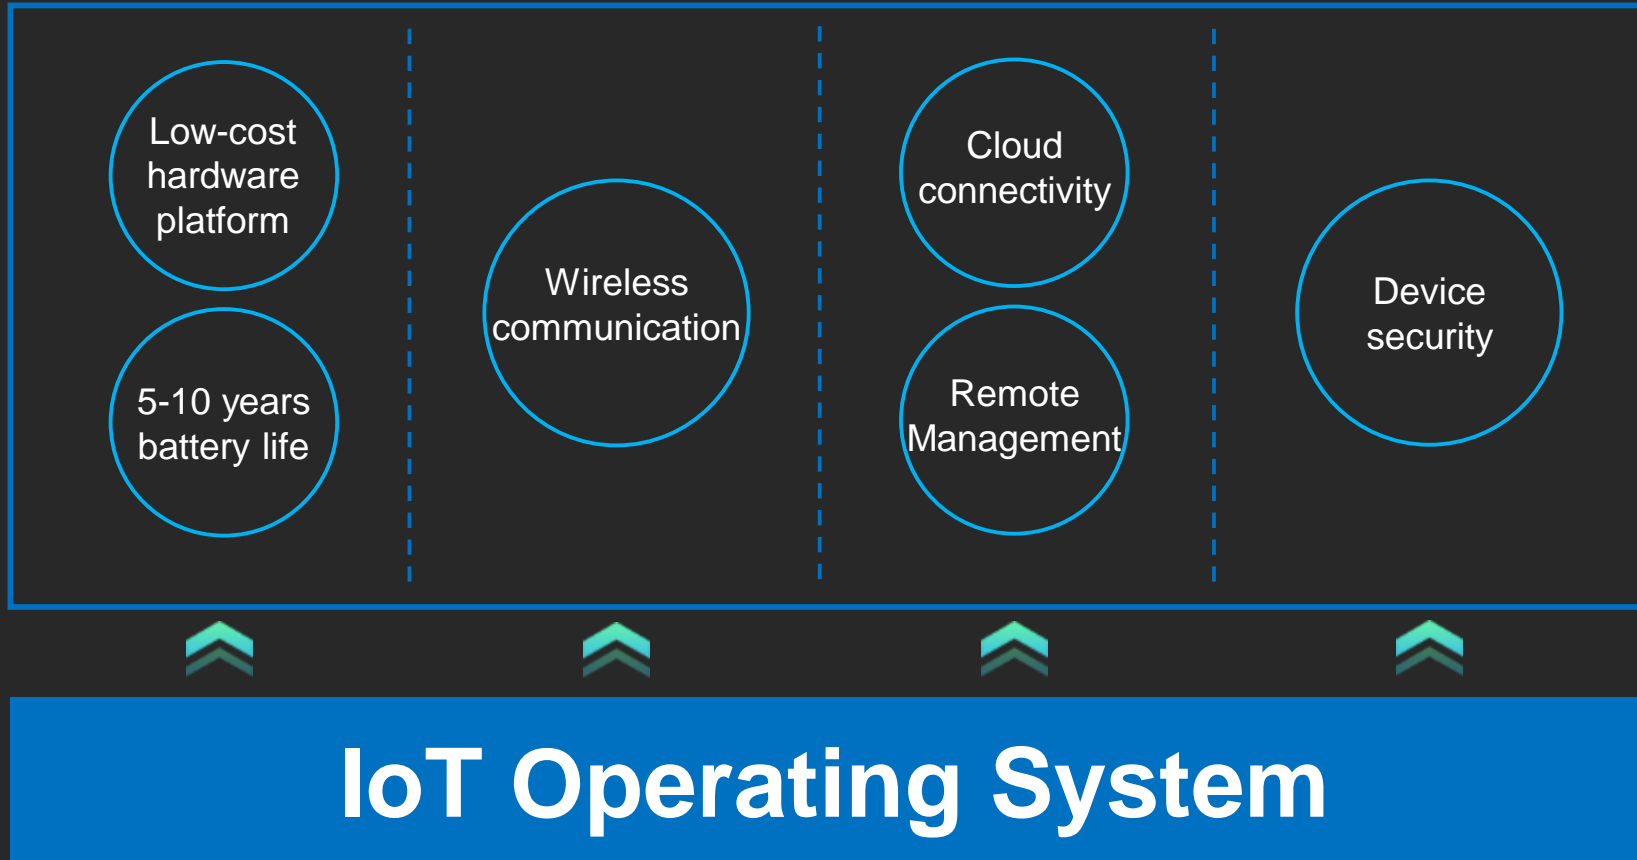 Low-cost
hardware
platform
5-10 years
battery life
Wireless
communication
Cloud
connectivity
Remote
Management
Device
security
IoT Operating System